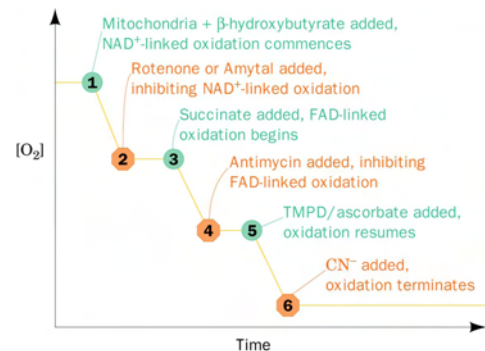 Mitochondria + β-hydroxybutyrate added,
NAD⁺-linked oxidation commences
1
Rotenone or Amytal added,
inhibiting NAD⁺-linked oxidation
Succinate added, FAD-linked
oxidation begins
[O₂]
2
3
Antimycin added, inhibiting
FAD-linked oxidation
4
5
TMPD/ascorbate added,
oxidation resumes
CN⁻ added,
oxidation terminates
6
Time